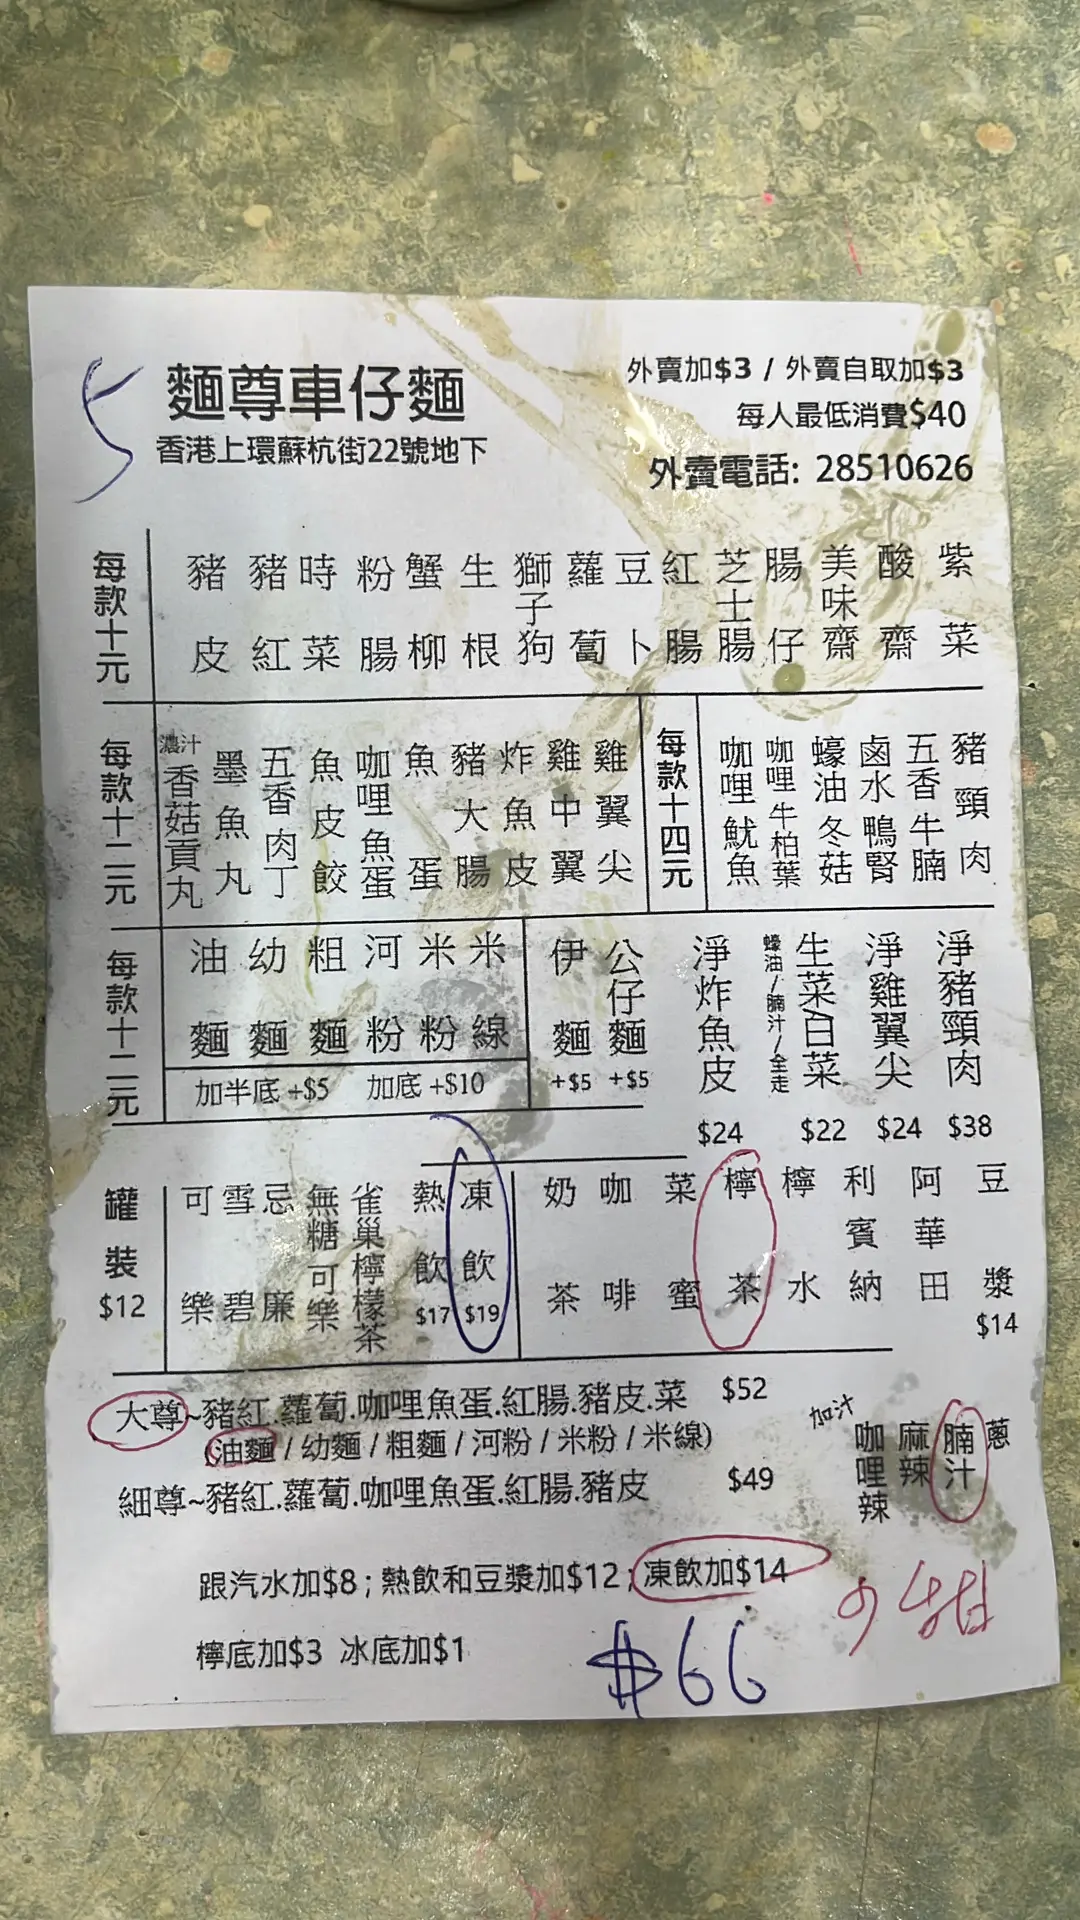 麵尊車仔麵
香港上環蘇杭街22號地下
外賣加$3 / 外賣自取加$3
每人最低消費$40
外賣電話: 28510626
每款十元
豬皮
豬紅
時菜
粉腸
蟹柳
生根
獅子狗
蘿蔔
豆卜
紅腸
芝士腸
腸仔
美味齋
酸齋
紫菜
每款十二元
濃汁香菇貢丸
墨魚丸
五香肉丁
魚皮餃
咖哩魚蛋
魚蛋
豬大腸
炸魚皮
雞中翼
雞翼尖
每款十四元
咖哩魷魚
咖哩牛柏葉
蠔油冬菇
鹵水鴨腎
五香牛腩
豬頸肉
每款十二元
油麵
幼麵
粗麵
河粉
米粉
米線
加半底 +$5 加底 +$10
伊麵 +$5
公仔麵 +$5
淨炸魚皮 $24
蠔油/腩汁/全走
生菜/白菜 $22
淨雞翼尖 $24
淨豬頸肉 $38
罐裝 $12
可樂
雪碧
忌廉
無糖可樂
雀巢檸檬茶
熱飲 $17
凍飲 $19
奶茶
咖啡
菜蜜
檸茶
檸水
利賓納
阿華田
豆漿 $14
大尊~豬紅.蘿蔔.咖哩魚蛋.紅腸.豬皮.菜 $52
(油麵 / 幼麵 / 粗麵 / 河粉 / 米粉 / 米線)
細尊~豬紅.蘿蔔.咖哩魚蛋.紅腸.豬皮 $49
加汁
咖哩辣
麻辣
腩汁
蔥
跟汽水加$8 ; 熱飲和豆漿加$12 ; 凍飲加$14
檸底加$3 冰底加$1
$66